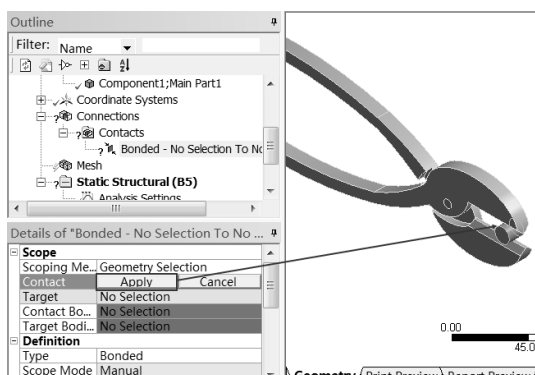 Outline
Filter: Name
Component1;Main Part1
Coordinate Systems
Connections
Contacts
Bonded - No Selection To No
Mesh
Static Structural (B5)
Analysis Settings
Details of "Bonded - No Selection To No ...
Scope
Scoping Me... Geometry Selection
Contact Apply Cancel
Target No Selection
Contact Bo... No Selection
Target Bodi... No Selection
Definition
Type Bonded
Scope Mode Manual
0.00
45.0
Geometry Print Preview Report Preview